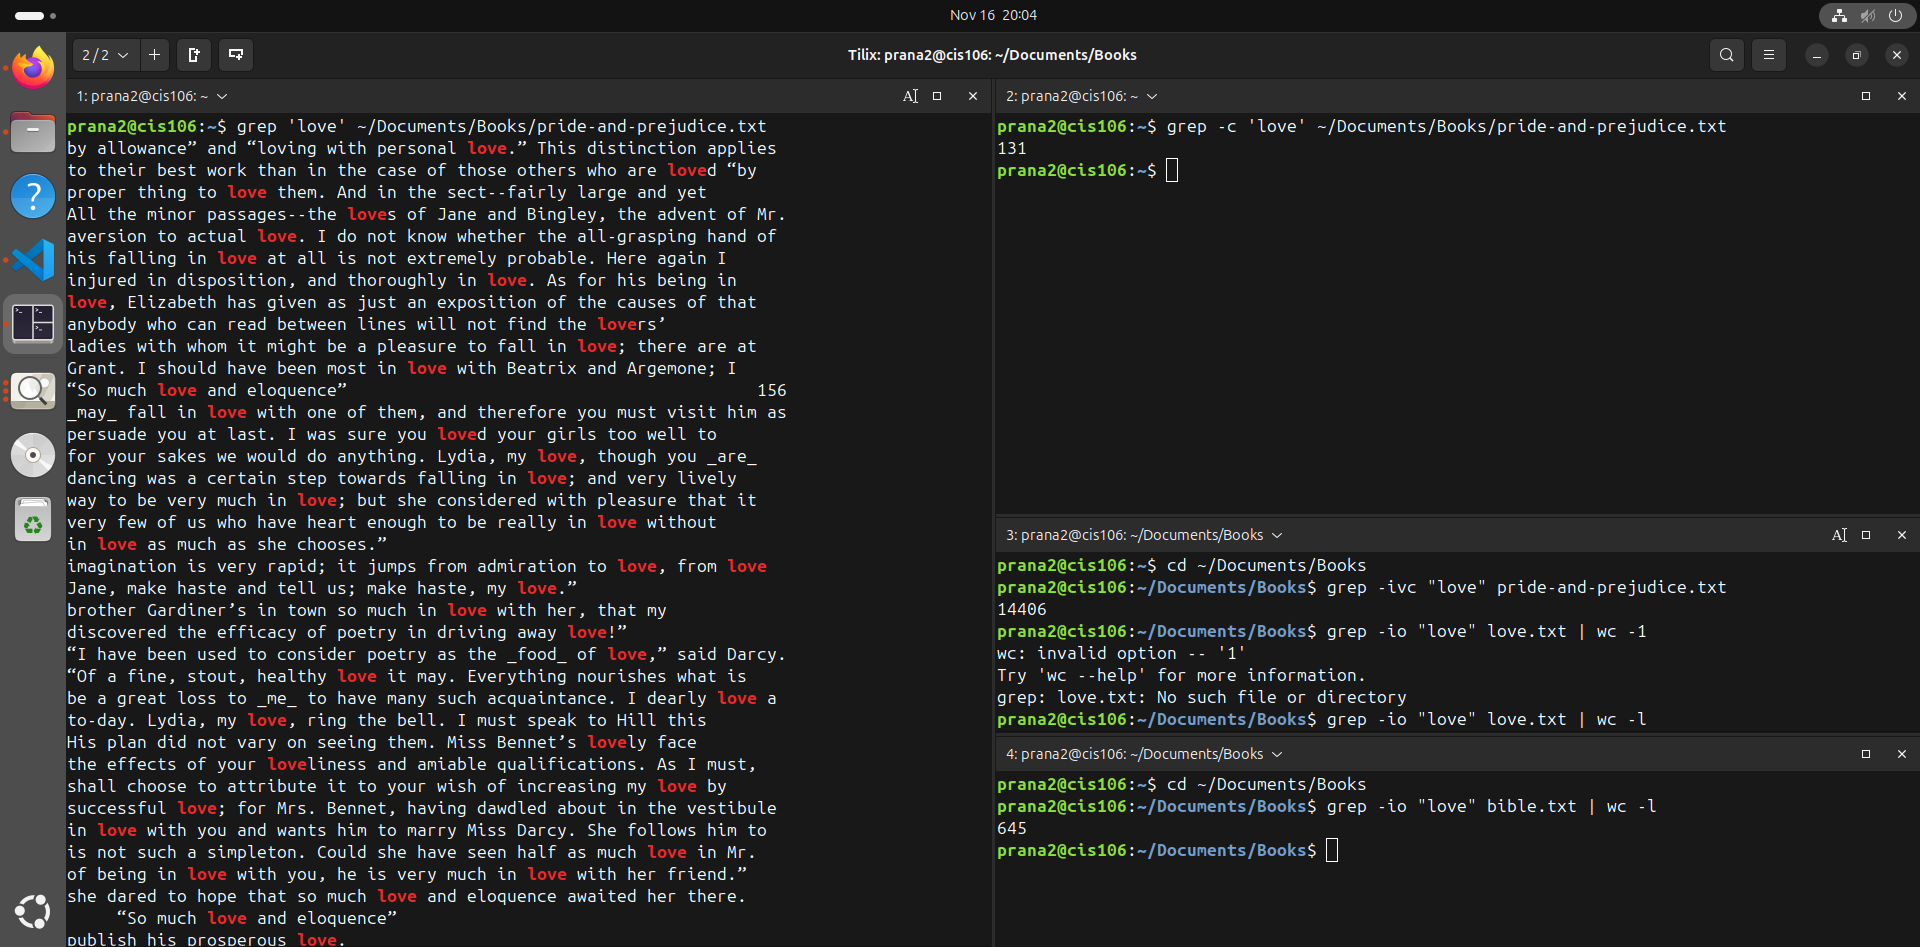 Nov 16 20:04
2 / 2
Tilix: prana2@cis106: ~/Documents/Books
1: prana2@cis106: ~
prana2@cis106:~$ grep 'love' ~/Documents/Books/pride-and-prejudice.txt
by allowance” and “loving with personal love.” This distinction applies
to their best work than in the case of those others who are loved “by
proper thing to love them. And in the sect--fairly large and yet
All the minor passages--the loves of Jane and Bingley, the advent of Mr.
aversion to actual love. I do not know whether the all-grasping hand of
his falling in love at all is not extremely probable. Here again I
injured in disposition, and thoroughly in love. As for his being in
love, Elizabeth has given as just an exposition of the causes of that
anybody who can read between lines will not find the lovers’
ladies with whom it might be a pleasure to fall in love; there are at
Grant. I should have been most in love with Beatrix and Argemone; I
“So much love and eloquence” 156
_may_ fall in love with one of them, and therefore you must visit him as
persuade you at last. I was sure you loved your girls too well to
for your sakes we would do anything. Lydia, my love, though you _are_
dancing was a certain step towards falling in love; and very lively
way to be very much in love; but she considered with pleasure that it
very few of us who have heart enough to be really in love without
in love as much as she chooses.”
imagination is very rapid; it jumps from admiration to love, from love
Jane, make haste and tell us; make haste, my love.”
brother Gardiner’s in town so much in love with her, that my
discovered the efficacy of poetry in driving away love!”
“I have been used to consider poetry as the _food_ of love,” said Darcy.
“Of a fine, stout, healthy love it may. Everything nourishes what is
be a great loss to _me_ to have many such acquaintance. I dearly love a
to-day. Lydia, my love, ring the bell. I must speak to Hill this
His plan did not vary on seeing them. Miss Bennet’s lovely face
the effects of your loveliness and amiable qualifications. As I must,
shall choose to attribute it to your wish of increasing my love by
successful love; for Mrs. Bennet, having dawdled about in the vestibule
in love with you and wants him to marry Miss Darcy. She follows him to
is not such a simpleton. Could she have seen half as much love in Mr.
of being in love with you, he is very much in love with her friend.”
she dared to hope that so much love and eloquence awaited her there.
“So much love and eloquence”
publish his prosperous love.
2: prana2@cis106: ~
prana2@cis106:~$ grep -c 'love' ~/Documents/Books/pride-and-prejudice.txt
131
prana2@cis106:~$
3: prana2@cis106: ~/Documents/Books
prana2@cis106:~$ cd ~/Documents/Books
prana2@cis106:~/Documents/Books$ grep -ivc "love" pride-and-prejudice.txt
14406
prana2@cis106:~/Documents/Books$ grep -io "love" love.txt | wc -1
wc: invalid option -- '1'
Try 'wc --help' for more information.
grep: love.txt: No such file or directory
prana2@cis106:~/Documents/Books$ grep -io "love" love.txt | wc -l
4: prana2@cis106: ~/Documents/Books
prana2@cis106:~$ cd ~/Documents/Books
prana2@cis106:~/Documents/Books$ grep -io "love" bible.txt | wc -l
645
prana2@cis106:~/Documents/Books$